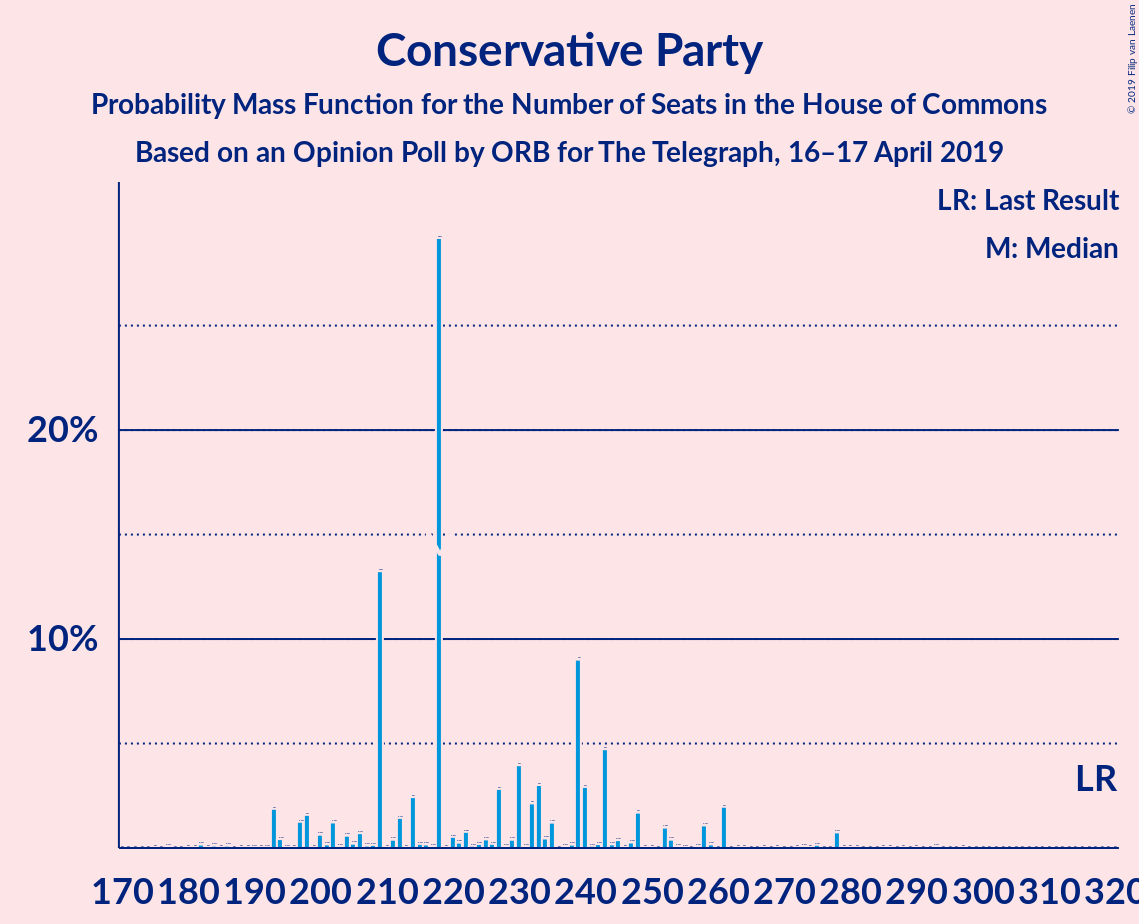 Conservative Party
Probability Mass Function for the Number of Seats in the House of Commons
Based on an Opinion Poll by ORB for The Telegraph, 16–17 April 2019
© 2019 Filip van Laenen
LR: Last Result
M: Median
20%
10%
LR
170 180 190 200 210 220 230 240 250 260 270 280 290 300 310 320